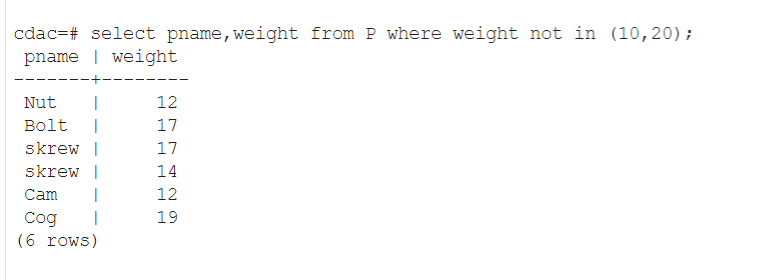 cdac=# select pname,weight from P where weight not in (10,20);
 pname | weight
-------+--------
 Nut   |     12
 Bolt  |     17
 skrew |     17
 skrew |     14
 Cam   |     12
 Cog   |     19
(6 rows)